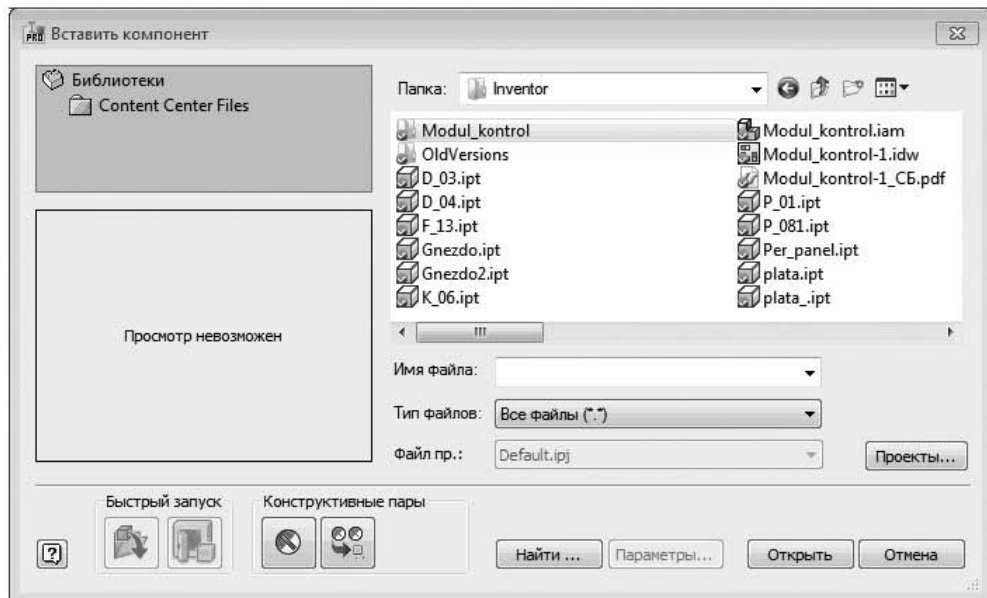 PRO Вставить компонент
Библиотеки
Content Center Files
Папка: Inventor
Modul_kontrol
OldVersions
D_03.ipt
D_04.ipt
F_13.ipt
Gnezdo.ipt
Gnezdo2.ipt
K_06.ipt
Modul_kontrol.iam
Modul_kontrol-1.idw
Modul_kontrol-1_СБ.pdf
P_01.ipt
P_081.ipt
Per_panel.ipt
plata.ipt
plata_.ipt
Просмотр невозможен
Имя файла:
Тип файлов: Все файлы (*.*)
Файл пр.: Default.ipj
Проекты...
Быстрый запуск
Конструктивные пары
Найти ...
Параметры...
Открыть
Отмена